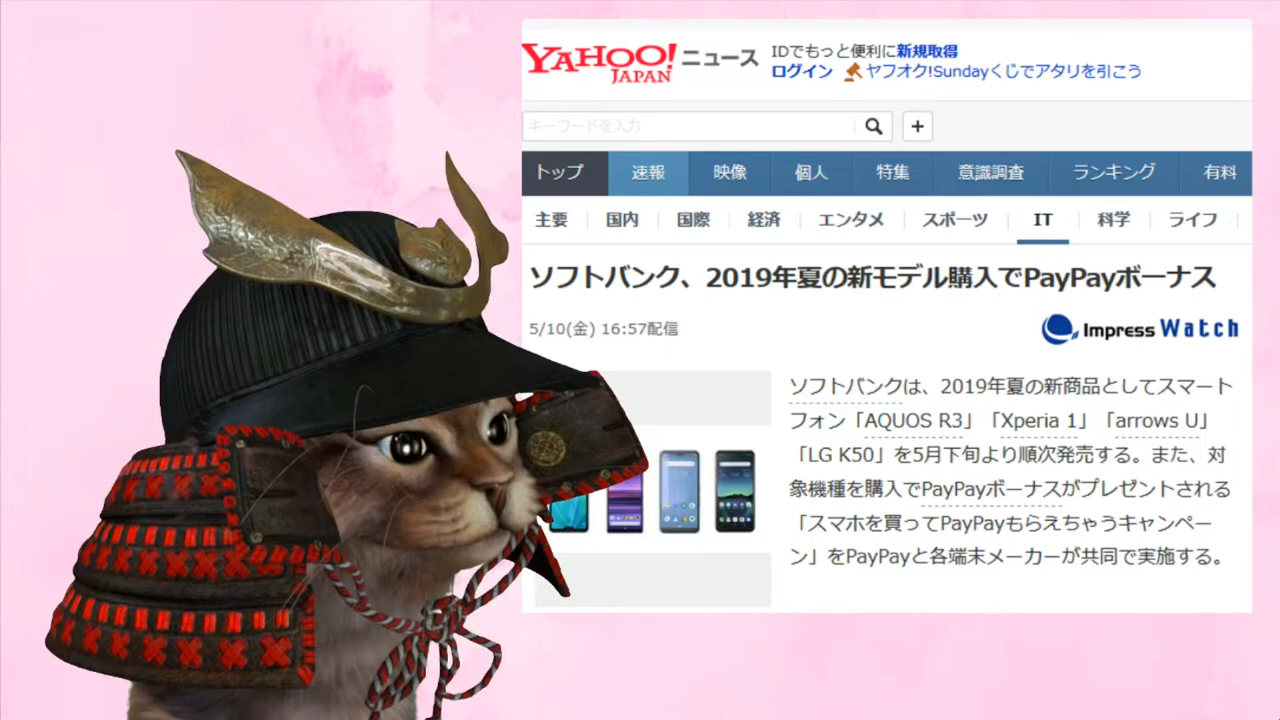 YAHOO! JAPAN ニュース
IDでもっと便利に新規取得
ログイン ヤフオク!Sundayくじでアタリを引こう
キーワードを入力
+
トップ 速報 映像 個人 特集 意識調査 ランキング 有料
主要 国内 国際 経済 エンタメ スポーツ IT 科学 ライフ
ソフトバンク、2019年夏の新モデル購入でPayPayボーナス
5/10(金) 16:57配信
Impress Watch
ソフトバンクは、2019年夏の新商品としてスマート
フォン「AQUOS R3」「Xperia 1」「arrows U」
「LG K50」を5月下旬より順次発売する。また、対
象機種を購入でPayPayボーナスがプレゼントされる
「スマホを買ってPayPayもらえちゃうキャンペー
ン」をPayPayと各端末メーカーが共同で実施する。